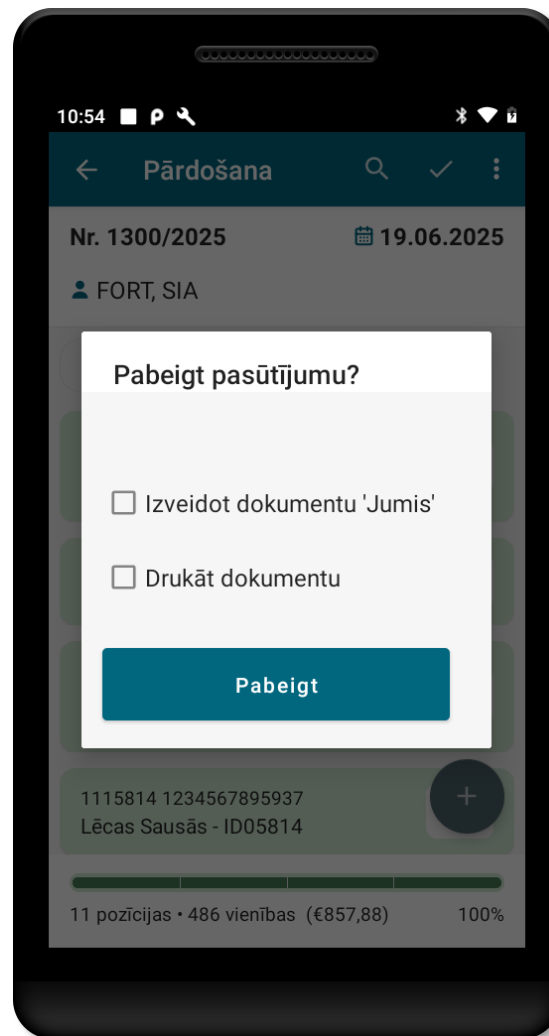 10:54
Pārdošana
Nr. 1300/2025
19.06.2025
FORT, SIA
Pabeigt pasūtījumu?
Izveidot dokumentu 'Jumis'
Drukāt dokumentu
Pabeigt
1115814 1234567895937
Lēcas Sausās - ID05814
11 pozīcijas • 486 vienības (€857,88) 100%